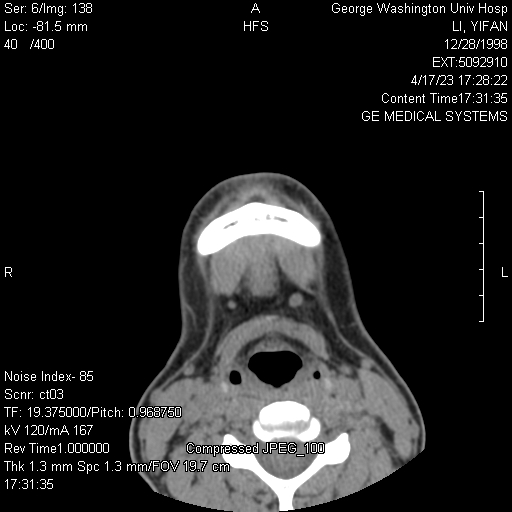 Ser: 6/Img: 138
Loc: -81.5 mm
40 /400
A
HFS
George Washington Univ Hosp
LI, YIFAN
12/28/1998
EXT:5092910
4/17/23 17:28:22
Content Time17:31:35
GE MEDICAL SYSTEMS
R
L
Noise Index- 85
Scnr: ct03
TF: 19.375000/Pitch: 0.968750
kV 120/mA 167
Rev Time1.000000
Thk 1.3 mm Spc 1.3 mm/FOV 19.7 cm
17:31:35
Compressed JPEG_100